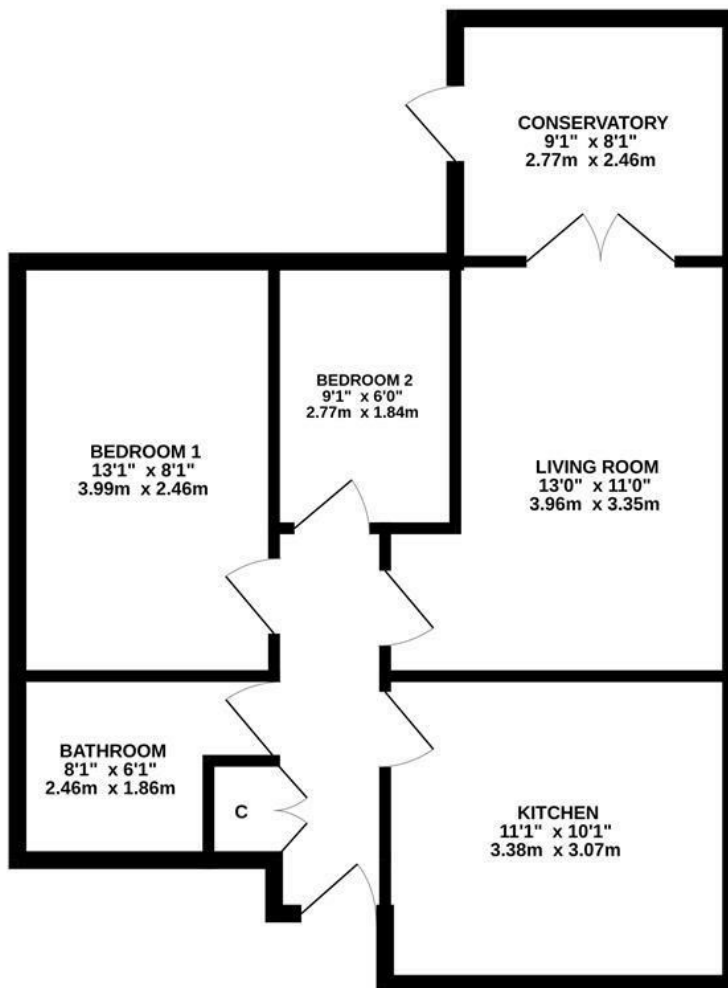 CONSERVATORY
9'1" x 8'1"
2.77m x 2.46m
BEDROOM 2
9'1" x 6'0"
2.77m x 1.84m
BEDROOM 1
13'1" x 8'1"
3.99m x 2.46m
LIVING ROOM
13'0" x 11'0"
3.96m x 3.35m
BATHROOM
8'1" x 6'1"
2.46m x 1.86m
C
KITCHEN
11'1" x 10'1"
3.38m x 3.07m